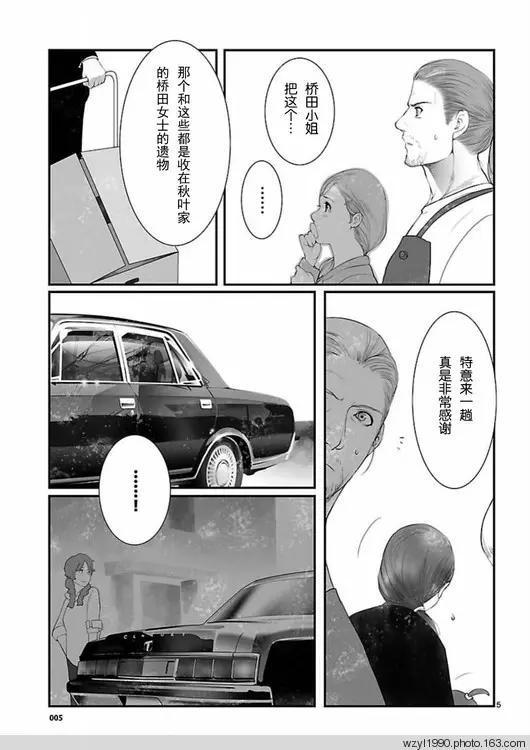 桥田小姐
把这个…
……
那个和这些都是收在秋叶家
的桥田女士的遗物
特意来一趟
真是非常感谢
……!
5
005
wzyl1990.photo.163.com